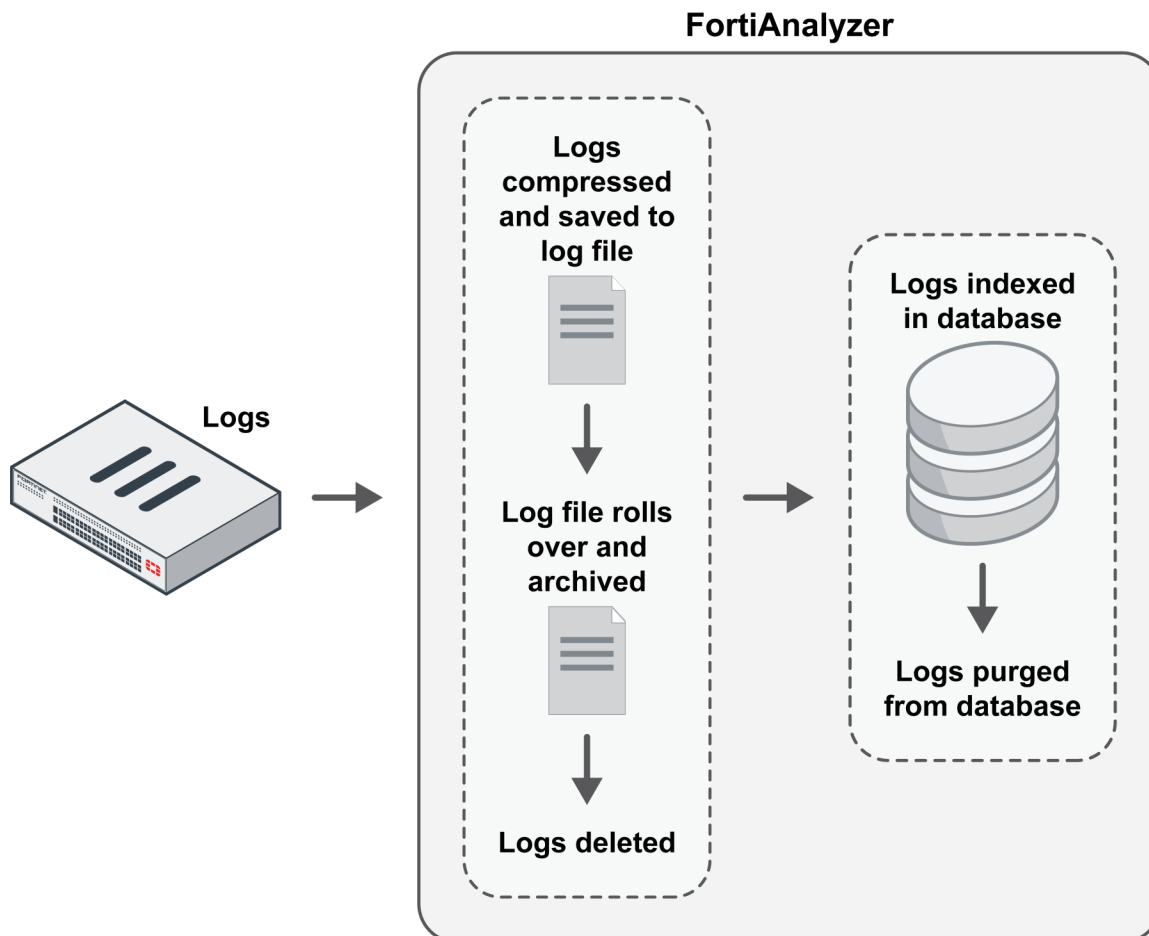 FortiAnalyzer
Logs
compressed
and saved to
log file
Logs indexed
in database
Logs
FORTINET
Log file rolls
over and
archived
Logs purged
from database
Logs deleted